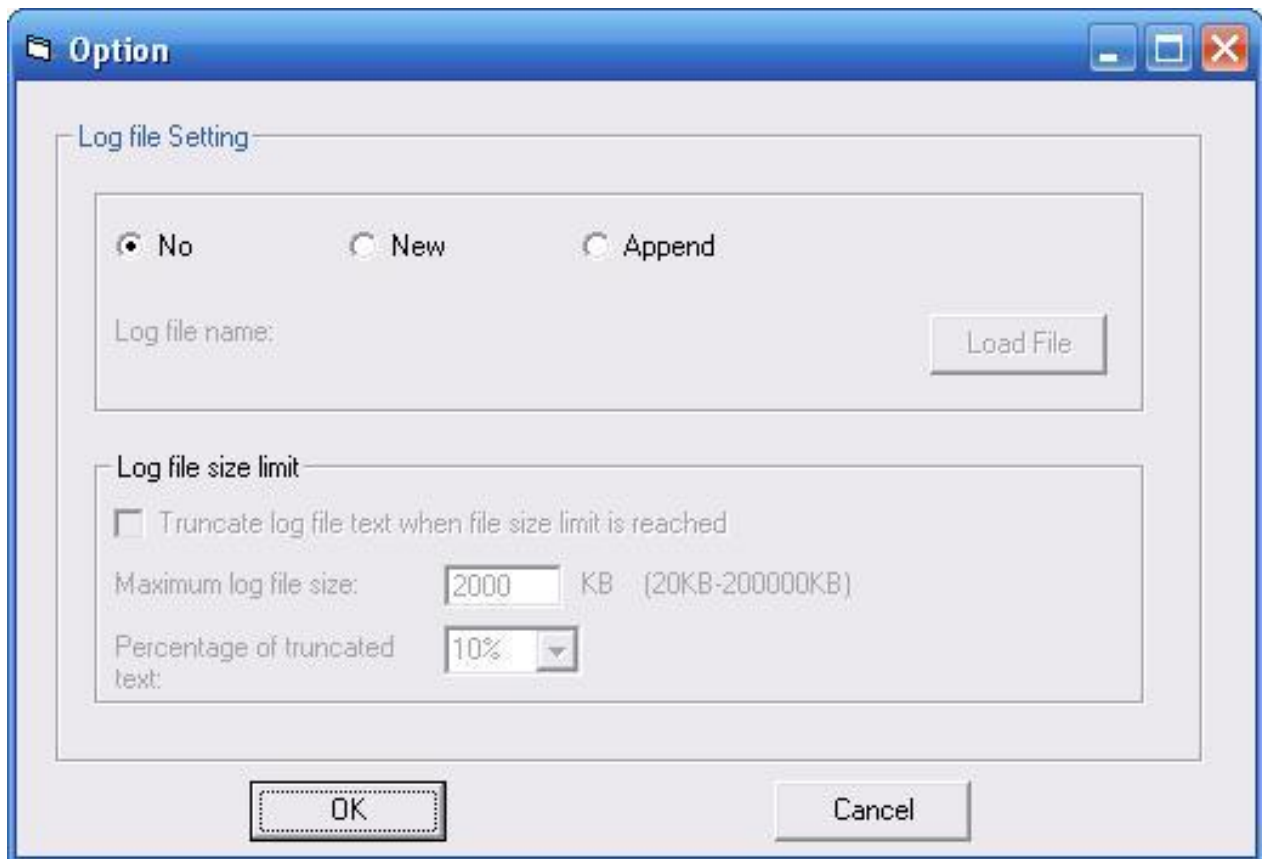 Option
Log file Setting
No New Append
Log file name: Load File
Log file size limit
Truncate log file text when file size limit is reached
Maximum log file size: 2000 KB (20KB-200000KB)
Percentage of truncated 10%
text:
OK Cancel